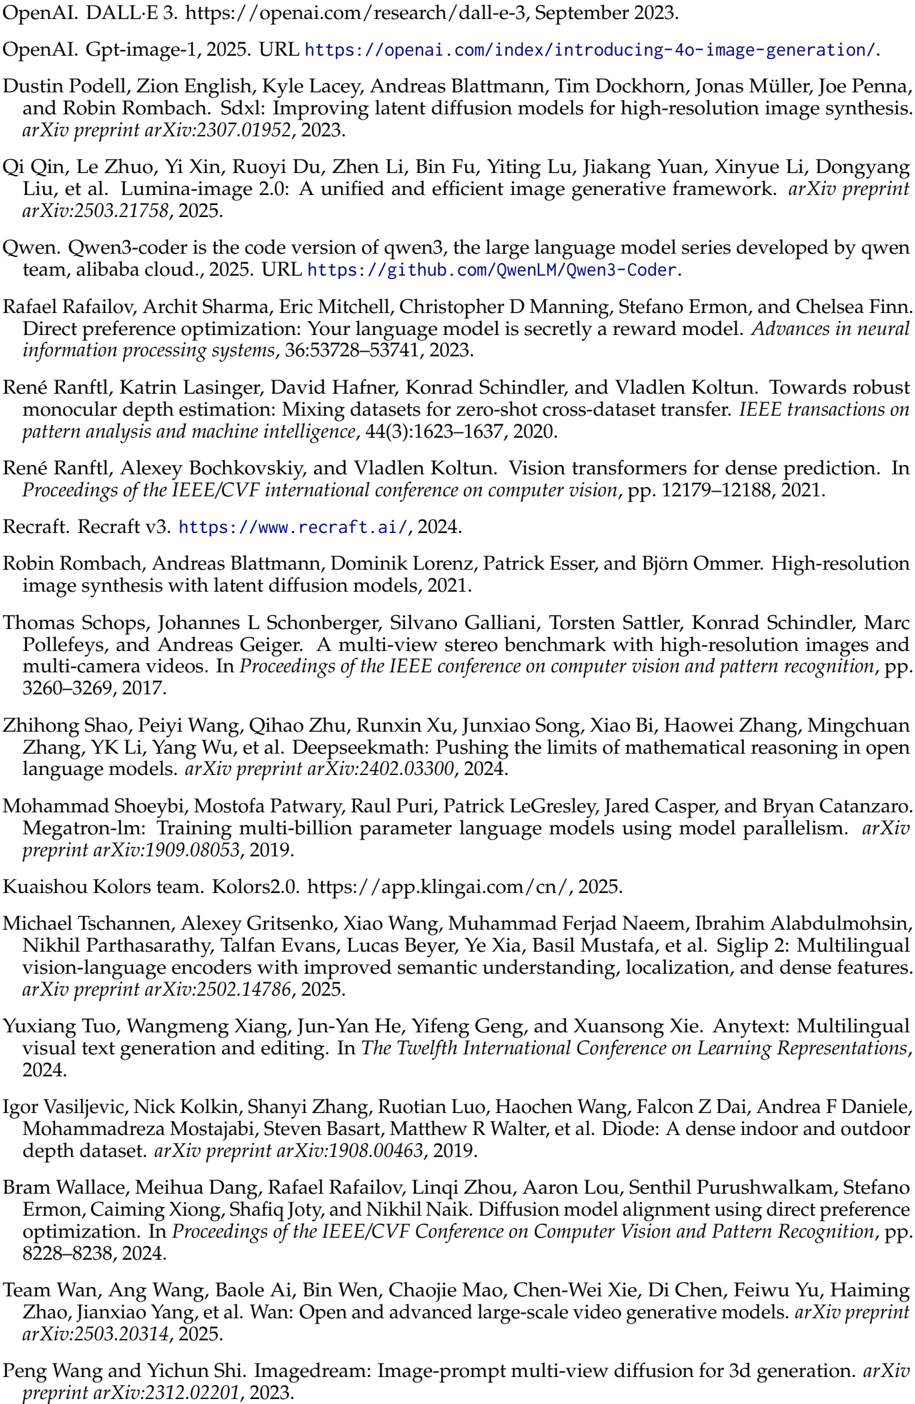 OpenAI. DALL·E 3. https://openai.com/research/dall-e-3, September 2023.
OpenAI. Gpt-image-1, 2025. URL https://openai.com/index/introducing-4o-image-generation/.
Dustin Podell, Zion English, Kyle Lacey, Andreas Blattmann, Tim Dockhorn, Jonas Müller, Joe Penna,
and Robin Rombach. Sdxl: Improving latent diffusion models for high-resolution image synthesis.
arXiv preprint arXiv:2307.01952, 2023.
Qi Qin, Le Zhuo, Yi Xin, Ruoyi Du, Zhen Li, Bin Fu, Yiting Lu, Jiakang Yuan, Xinyue Li, Dongyang
Liu, et al. Lumina-image 2.0: A unified and efficient image generative framework. arXiv preprint
arXiv:2503.21758, 2025.
Qwen. Qwen3-coder is the code version of qwen3, the large language model series developed by qwen
team, alibaba cloud., 2025. URL https://github.com/QwenLM/Qwen3-Coder.
Rafael Rafailov, Archit Sharma, Eric Mitchell, Christopher D Manning, Stefano Ermon, and Chelsea Finn.
Direct preference optimization: Your language model is secretly a reward model. Advances in neural
information processing systems, 36:53728–53741, 2023.
René Ranftl, Katrin Lasinger, David Hafner, Konrad Schindler, and Vladlen Koltun. Towards robust
monocular depth estimation: Mixing datasets for zero-shot cross-dataset transfer. IEEE transactions on
pattern analysis and machine intelligence, 44(3):1623–1637, 2020.
René Ranftl, Alexey Bochkovskiy, and Vladlen Koltun. Vision transformers for dense prediction. In
Proceedings of the IEEE/CVF international conference on computer vision, pp. 12179–12188, 2021.
Recraft. Recraft v3. https://www.recraft.ai/, 2024.
Robin Rombach, Andreas Blattmann, Dominik Lorenz, Patrick Esser, and Björn Ommer. High-resolution
image synthesis with latent diffusion models, 2021.
Thomas Schops, Johannes L Schonberger, Silvano Galliani, Torsten Sattler, Konrad Schindler, Marc
Pollefeys, and Andreas Geiger. A multi-view stereo benchmark with high-resolution images and
multi-camera videos. In Proceedings of the IEEE conference on computer vision and pattern recognition, pp.
3260–3269, 2017.
Zhihong Shao, Peiyi Wang, Qihao Zhu, Runxin Xu, Junxiao Song, Xiao Bi, Haowei Zhang, Mingchuan
Zhang, YK Li, Yang Wu, et al. Deepseekmath: Pushing the limits of mathematical reasoning in open
language models. arXiv preprint arXiv:2402.03300, 2024.
Mohammad Shoeybi, Mostofa Patwary, Raul Puri, Patrick LeGresley, Jared Casper, and Bryan Catanzaro.
Megatron-lm: Training multi-billion parameter language models using model parallelism. arXiv
preprint arXiv:1909.08053, 2019.
Kuaishou Kolors team. Kolors2.0. https://app.klingai.com/cn/, 2025.
Michael Tschannen, Alexey Gritsenko, Xiao Wang, Muhammad Ferjad Naeem, Ibrahim Alabdulmohsin,
Nikhil Parthasarathy, Talfan Evans, Lucas Beyer, Ye Xia, Basil Mustafa, et al. Siglip 2: Multilingual
vision-language encoders with improved semantic understanding, localization, and dense features.
arXiv preprint arXiv:2502.14786, 2025.
Yuxiang Tuo, Wangmeng Xiang, Jun-Yan He, Yifeng Geng, and Xuansong Xie. Anytext: Multilingual
visual text generation and editing. In The Twelfth International Conference on Learning Representations,
2024.
Igor Vasiljevic, Nick Kolkin, Shanyi Zhang, Ruotian Luo, Haochen Wang, Falcon Z Dai, Andrea F Daniele,
Mohammadreza Mostajabi, Steven Basart, Matthew R Walter, et al. Diode: A dense indoor and outdoor
depth dataset. arXiv preprint arXiv:1908.00463, 2019.
Bram Wallace, Meihua Dang, Rafael Rafailov, Linqi Zhou, Aaron Lou, Senthil Purushwalkam, Stefano
Ermon, Caiming Xiong, Shafiq Joty, and Nikhil Naik. Diffusion model alignment using direct preference
optimization. In Proceedings of the IEEE/CVF Conference on Computer Vision and Pattern Recognition, pp.
8228–8238, 2024.
Team Wan, Ang Wang, Baole Ai, Bin Wen, Chaojie Mao, Chen-Wei Xie, Di Chen, Feiwu Yu, Haiming
Zhao, Jianxiao Yang, et al. Wan: Open and advanced large-scale video generative models. arXiv preprint
arXiv:2503.20314, 2025.
Peng Wang and Yichun Shi. Imagedream: Image-prompt multi-view diffusion for 3d generation. arXiv
preprint arXiv:2312.02201, 2023.